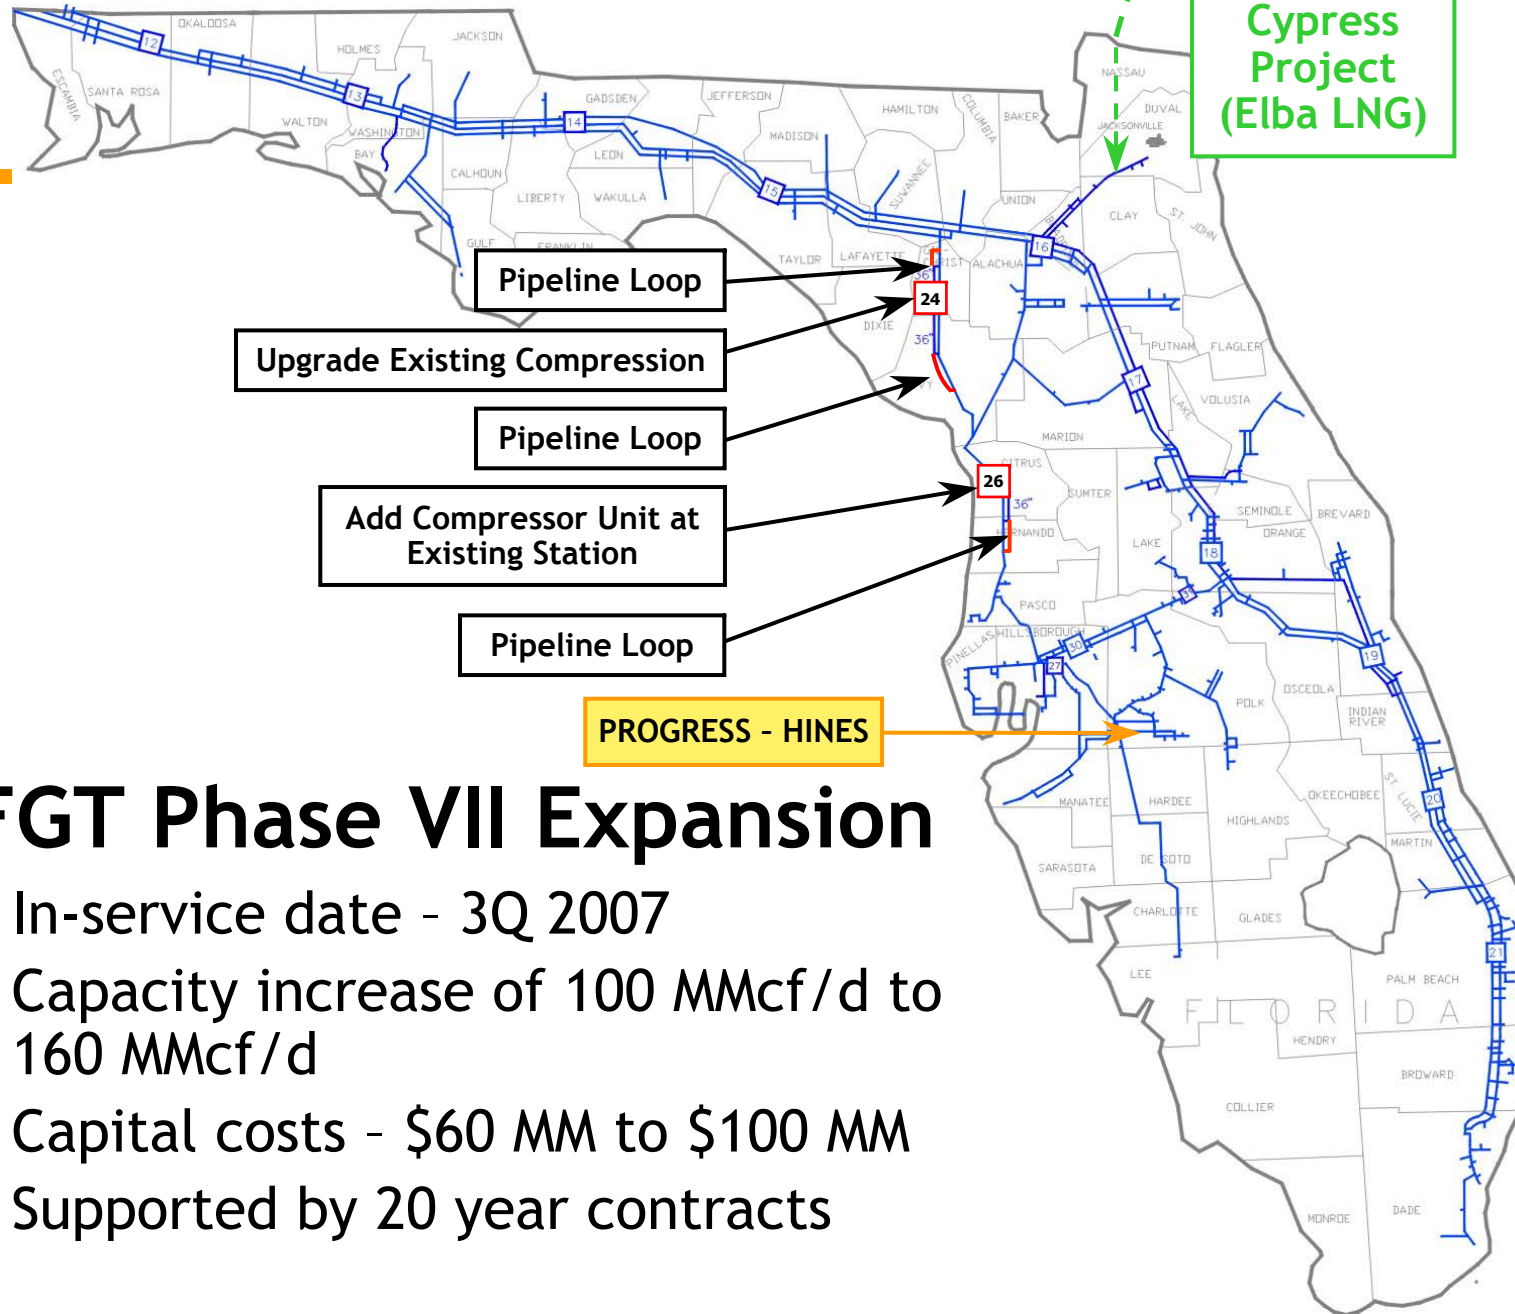 Cypress
Project
(Elba LNG)
OKALOOSA
JACKSON
HOLMES
ESCAMBIA
SANTA ROSA
WALTON
WASHINGTON
BAY
GADSDEN
JEFFERSON
HAMILTON
COLUMBIA
BAKER
NASSAU
DUVAL
JACKSONVILLE
MADISON
LEON
CALHOUN
LIBERTY
WAKULLA
SUWANNEE
UNION
CLAY
ST. JOHN
GULF
FRANKLIN
TAYLOR
LAFAYETTE
ALACHUA
12
13
14
15
16
Pipeline Loop
36"
24
Upgrade Existing Compression
DIXIE
36"
PUTNAM
FLAGLER
17
LAKE
VOLUSIA
Pipeline Loop
MARION
CITRUS
26
SUMTER
36"
Add Compressor Unit at
Existing Station
HERNANDO
LAKE
SEMINOLE
ORANGE
BREVARD
18
Pipeline Loop
PASCO
31
PINELLAS
HILLSBOROUGH
30
27
19
OSCEOLA
POLK
INDIAN
RIVER
PROGRESS – HINES
MANATEE
HARDEE
OKEECHOBEE
ST. LUCIE
20
HIGHLANDS
MARTIN
SARASOTA
DE SOTO
CHARLOTTE
GLADES
21
LEE
PALM BEACH
FLORIDA
HENDRY
BROWARD
COLLIER
MONROE
DADE
FGT Phase VII Expansion
In-service date – 3Q 2007
Capacity increase of 100 MMcf/d to
160 MMcf/d
Capital costs – $60 MM to $100 MM
Supported by 20 year contracts